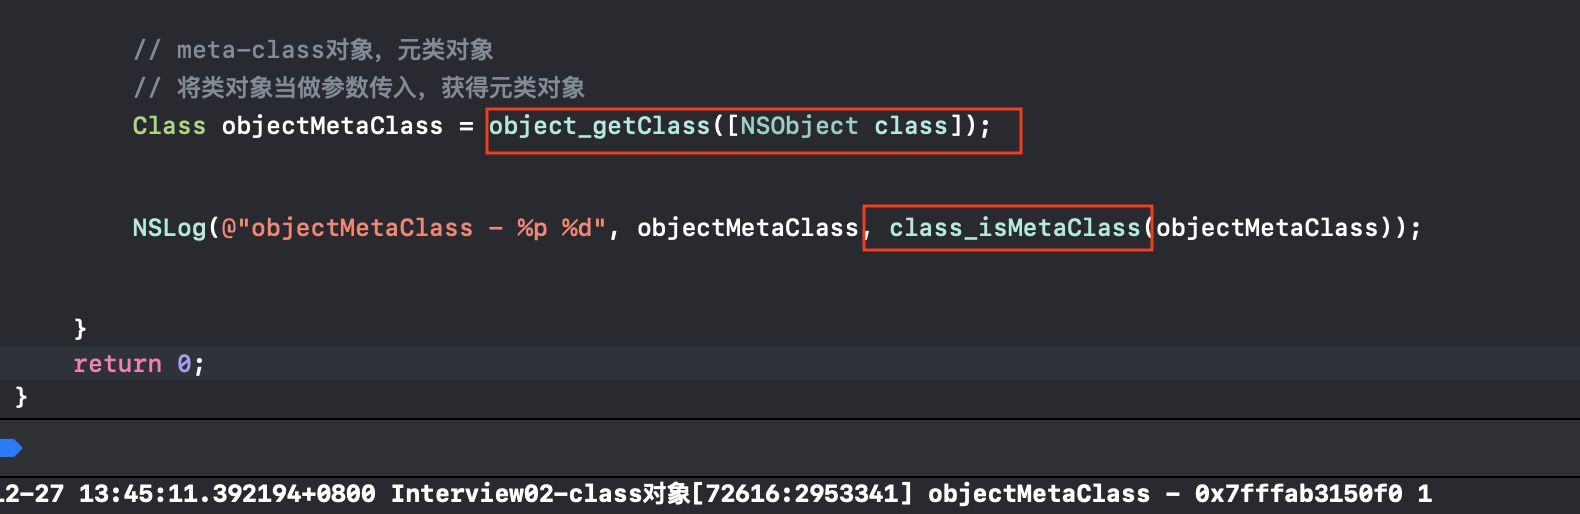 // meta-class对象，元类对象
// 将类对象当做参数传入，获得元类对象
Class objectMetaClass = object_getClass([NSObject class]);
NSLog(@"objectMetaClass - %p %d", objectMetaClass, class_isMetaClass(objectMetaClass));
}
return 0;
}
12-27 13:45:11.392194+0800 Interview02-class对象[72616:2953341] objectMetaClass - 0x7fffab3150f0 1